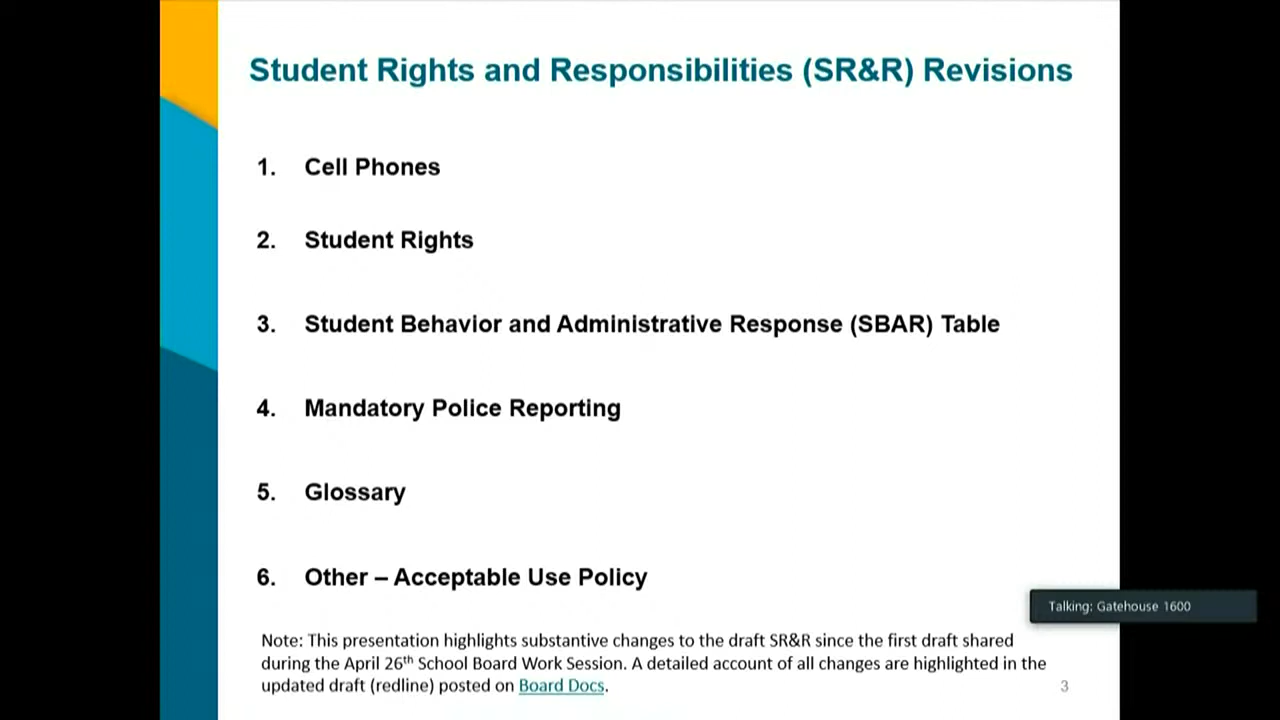 Student Rights and Responsibilities (SR&R) Revisions
1. Cell Phones
2. Student Rights
3. Student Behavior and Administrative Response (SBAR) Table
4. Mandatory Police Reporting
5. Glossary
6. Other – Acceptable Use Policy
Talking: Gatehouse 1600
Note: This presentation highlights substantive changes to the draft SR&R since the first draft shared
during the April 26th School Board Work Session. A detailed account of all changes are highlighted in the
updated draft (redline) posted on Board Docs.
3